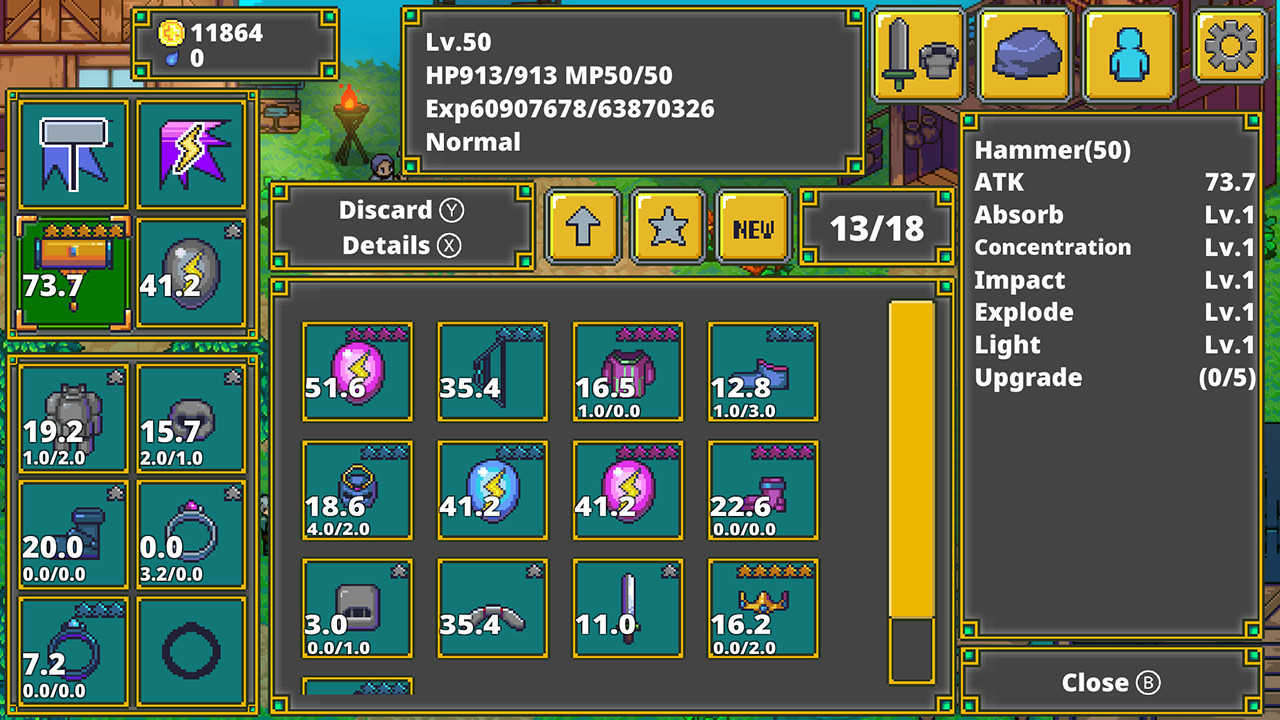 11864
0
Lv.50
HP913/913 MP50/50
Exp60907678/63870326
Normal
Discard Y
Details X
NEW
13/18
73.7
41.2
19.2
1.0/2.0
15.7
2.0/1.0
20.0
0.0/0.0
0.0
3.2/0.0
7.2
0.0/0.0
51.6
35.4
16.5
1.0/0.0
12.8
1.0/3.0
18.6
4.0/2.0
41.2
41.2
22.6
0.0/0.0
3.0
0.0/1.0
35.4
11.0
16.2
0.0/2.0
Hammer(50)
ATK 73.7
Absorb Lv.1
Concentration Lv.1
Impact Lv.1
Explode Lv.1
Light Lv.1
Upgrade (0/5)
Close B